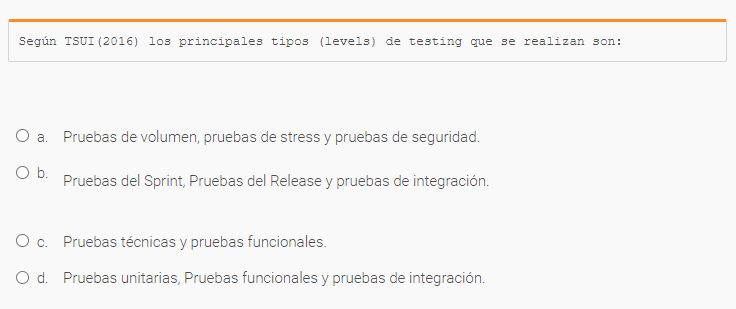 Según TSUI(2016) los principales tipos (levels) de testing que se realizan son:
a. Pruebas de volumen, pruebas de stress y pruebas de seguridad.
b. Pruebas del Sprint, Pruebas del Release y pruebas de integración.
c. Pruebas técnicas y pruebas funcionales.
d. Pruebas unitarias, Pruebas funcionales y pruebas de integración.